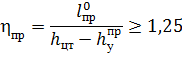 η_пр = l⁰_пр / (h_цт − h_у^пр) ≥ 1,25